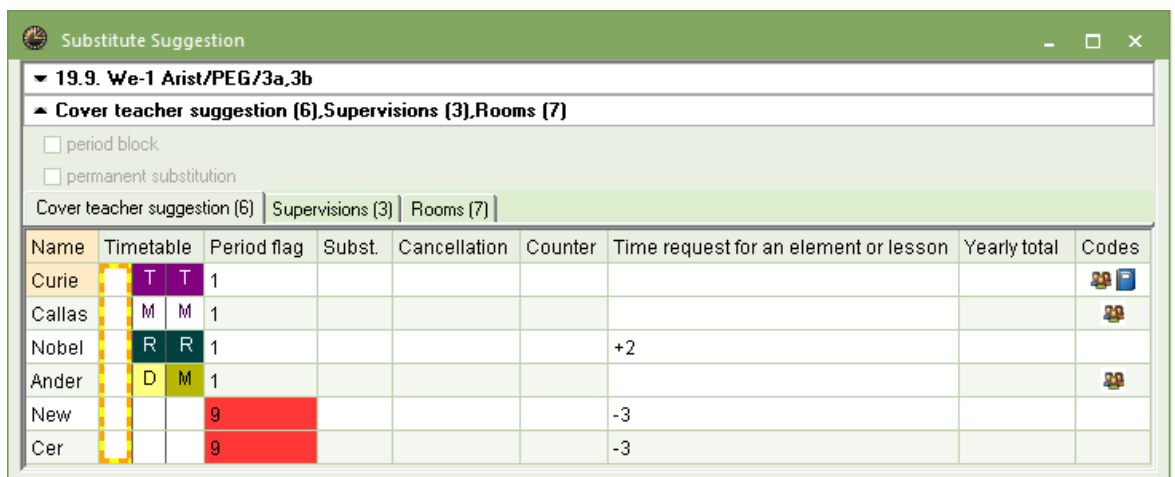 Substitute Suggestion
19.9. We-1 Arist/PEG/3a,3b
Cover teacher suggestion (6),Supervisions (3),Rooms (7)
period block
permanent substitution
Cover teacher suggestion (6) Supervisions (3) Rooms (7)
Name Timetable Period flag Subst. Cancellation Counter Time request for an element or lesson Yearly total Codes
Curie T T 1
Callas M M 1
Nobel R R 1 +2
Ander D M 1
New 9 -3
Cer 9 -3